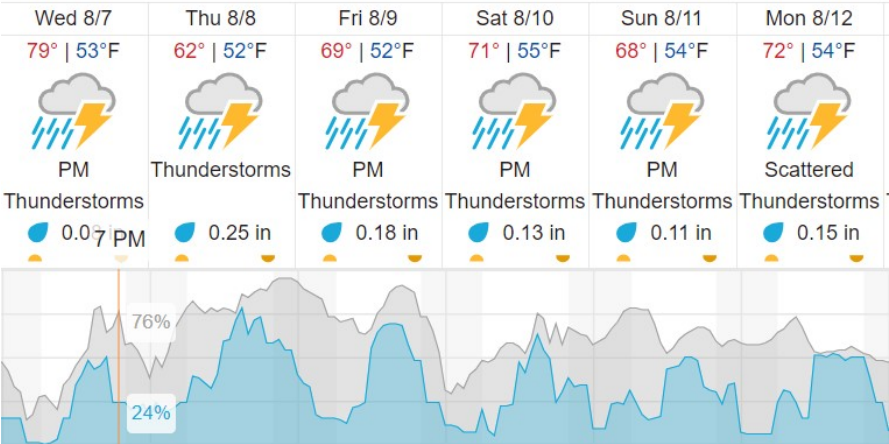 Wed 8/7 Thu 8/8 Fri 8/9 Sat 8/10 Sun 8/11 Mon 8/12
79° | 53°F 62° | 52°F 69° | 52°F 71° | 55°F 68° | 54°F 72° | 54°F
PM Thunderstorms PM PM PM Scattered
Thunderstorms Thunderstorms Thunderstorms Thunderstorms Thunderstorms
0.25 in 0.18 in 0.13 in 0.11 in 0.15 in
7 PM
76%
24%